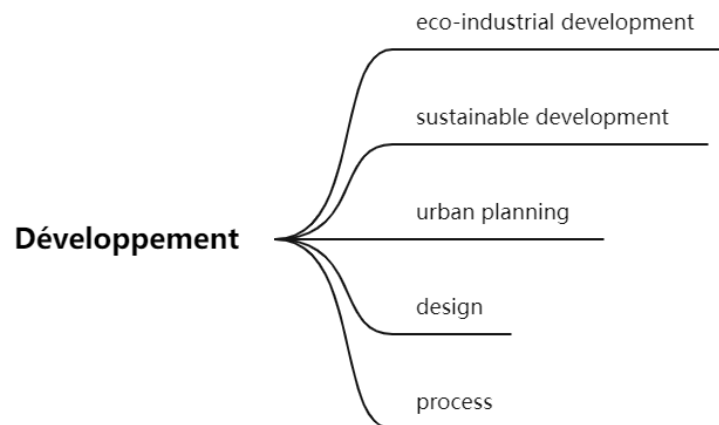 eco-industrial development
sustainable development
urban planning
Développement
design
process